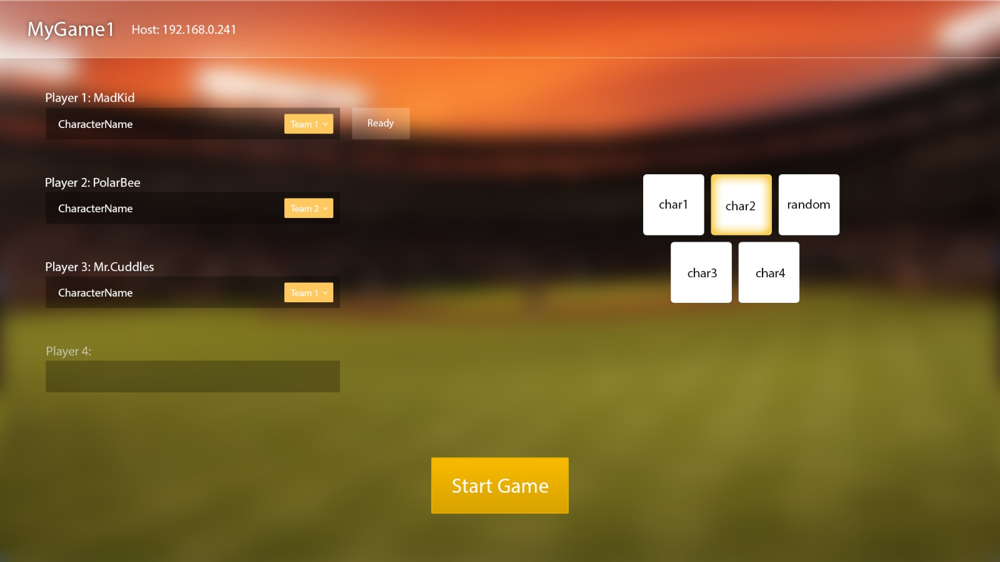 MyGame1 Host: 192.168.0.241
Player 1: MadKid
CharacterName Team 1 Ready
Player 2: PolarBee
CharacterName Team 2
Player 3: Mr.Cuddles
CharacterName Team 1
Player 4:
char1 char2 random
char3 char4
Start Game